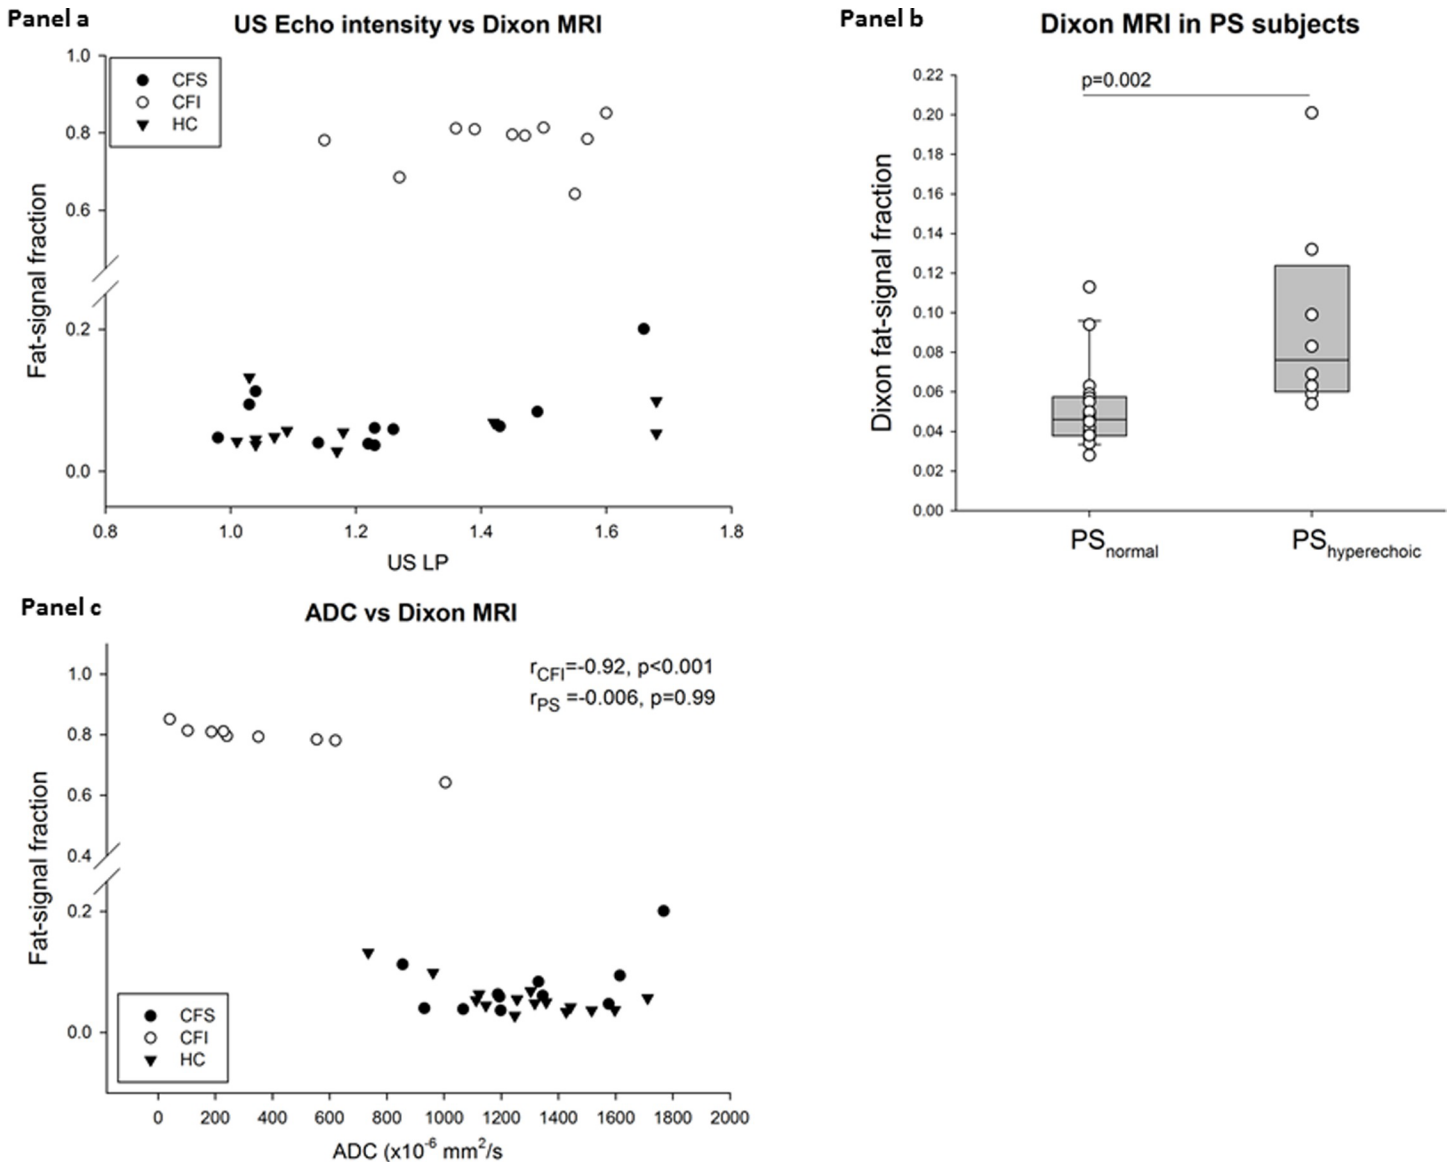 Panel a
US Echo intensity vs Dixon MRI
CFS
CFI
HC
1.0
0.8
0.6
0.2
0.0
Fat-signal fraction
0.8 1.0 1.2 1.4 1.6 1.8
US LP
Panel b
Dixon MRI in PS subjects
p=0.002
0.22
0.20
0.18
0.16
0.14
0.12
0.10
0.08
0.06
0.04
0.02
0.00
Dixon fat-signal fraction
PSnormal PShyperechoic
Panel c
ADC vs Dixon MRI
rCFI=-0.92, p<0.001
rPS =-0.006, p=0.99
1.0
0.8
0.6
0.4
0.2
0.0
Fat-signal fraction
CFS
CFI
HC
0 200 400 600 800 1000 1200 1400 1600 1800 2000
ADC (x10-6 mm2/s